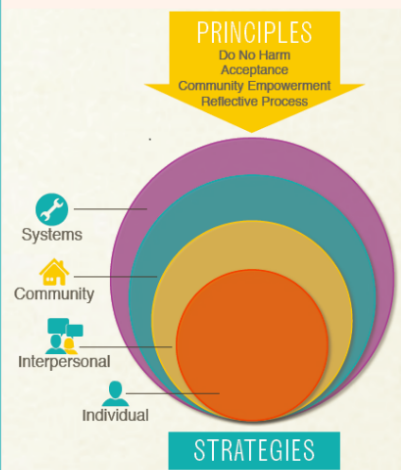 PRINCIPLES
Do No Harm
Acceptance
Community Empowerment
Reflective Process
Systems
Community
Interpersonal
Individual
STRATEGIES